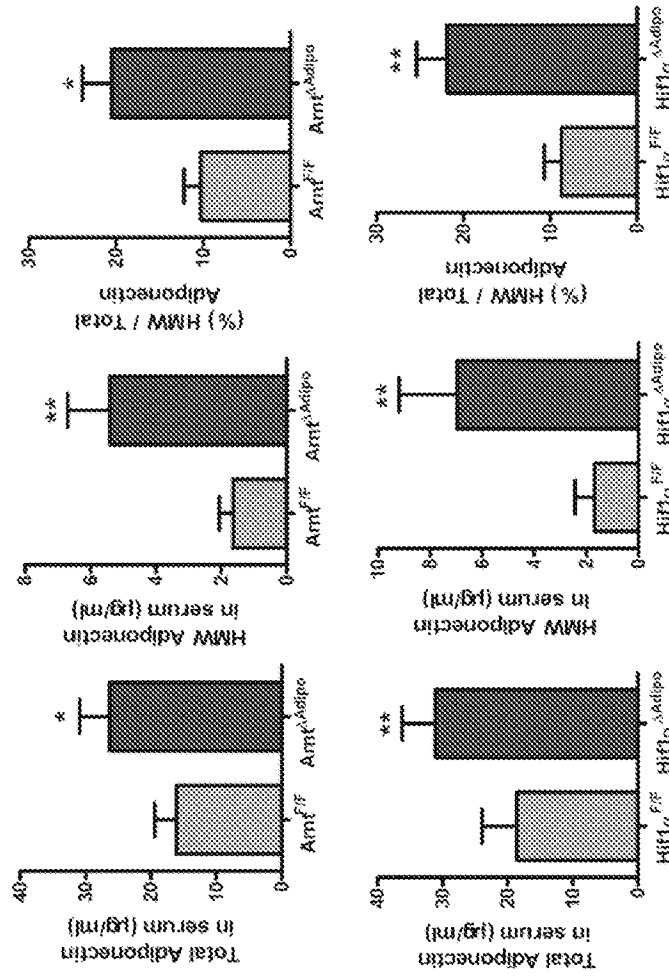 Total Adiponectin
in serum (µg/ml)
40
30
20
10
0
*
Arnt^F/F
Arnt^ΔAdipo
HMW Adiponectin
in serum (µg/ml)
8
6
4
2
0
**
Arnt^F/F
Arnt^ΔAdipo
(%) HMW / Total
Adiponectin
30
20
10
0
*
Arnt^F/F
Arnt^ΔAdipo
Total Adiponectin
in serum (µg/ml)
40
30
20
10
0
**
Hif1α^F/F
Hif1α^ΔAdipo
HMW Adiponectin
in serum (µg/ml)
10
8
6
4
2
0
**
Hif1α^F/F
Hif1α^ΔAdipo
(%) HMW / Total
Adiponectin
30
20
10
0
**
Hif1α^F/F
Hif1α^ΔAdipo